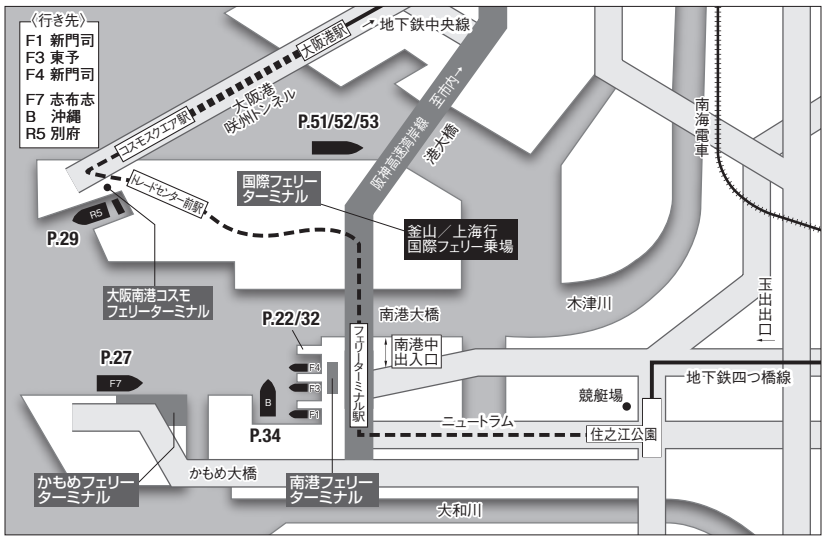 〈行き先〉
F1 新門司
F3 東予
F4 新門司
F7 志布志
B 沖縄
R5 別府
大阪港駅
→地下鉄中央線
大阪港
咲州トンネル
コスモスクエア駅
P.51/52/53
阪神高速湾岸線
至市内→
港大橋
南海電車
トレードセンター前駅
国際フェリー
ターミナル
釜山／上海行
国際フェリー乗場
R5
P.29
大阪南港コスモ
フェリーターミナル
木津川
玉出出口
←
P.22/32
南港大橋
南港中
出入口
フェリーターミナル駅
P.27
F7
F4
F3
F1
B
P.34
地下鉄四つ橋線
競艇場
ニュートラム
住之江公園
かもめ大橋
かもめフェリー
ターミナル
南港フェリー
ターミナル
大和川